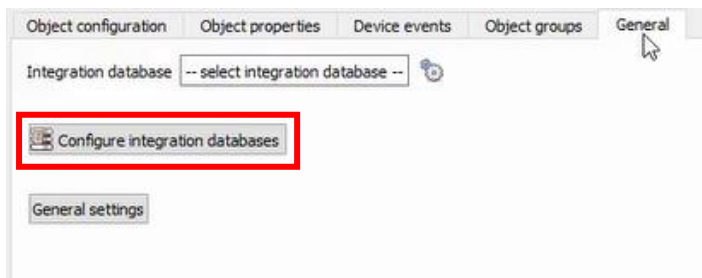 Object configuration Object properties Device events Object groups General
Integration database -- select integration database --
Configure integration databases
General settings